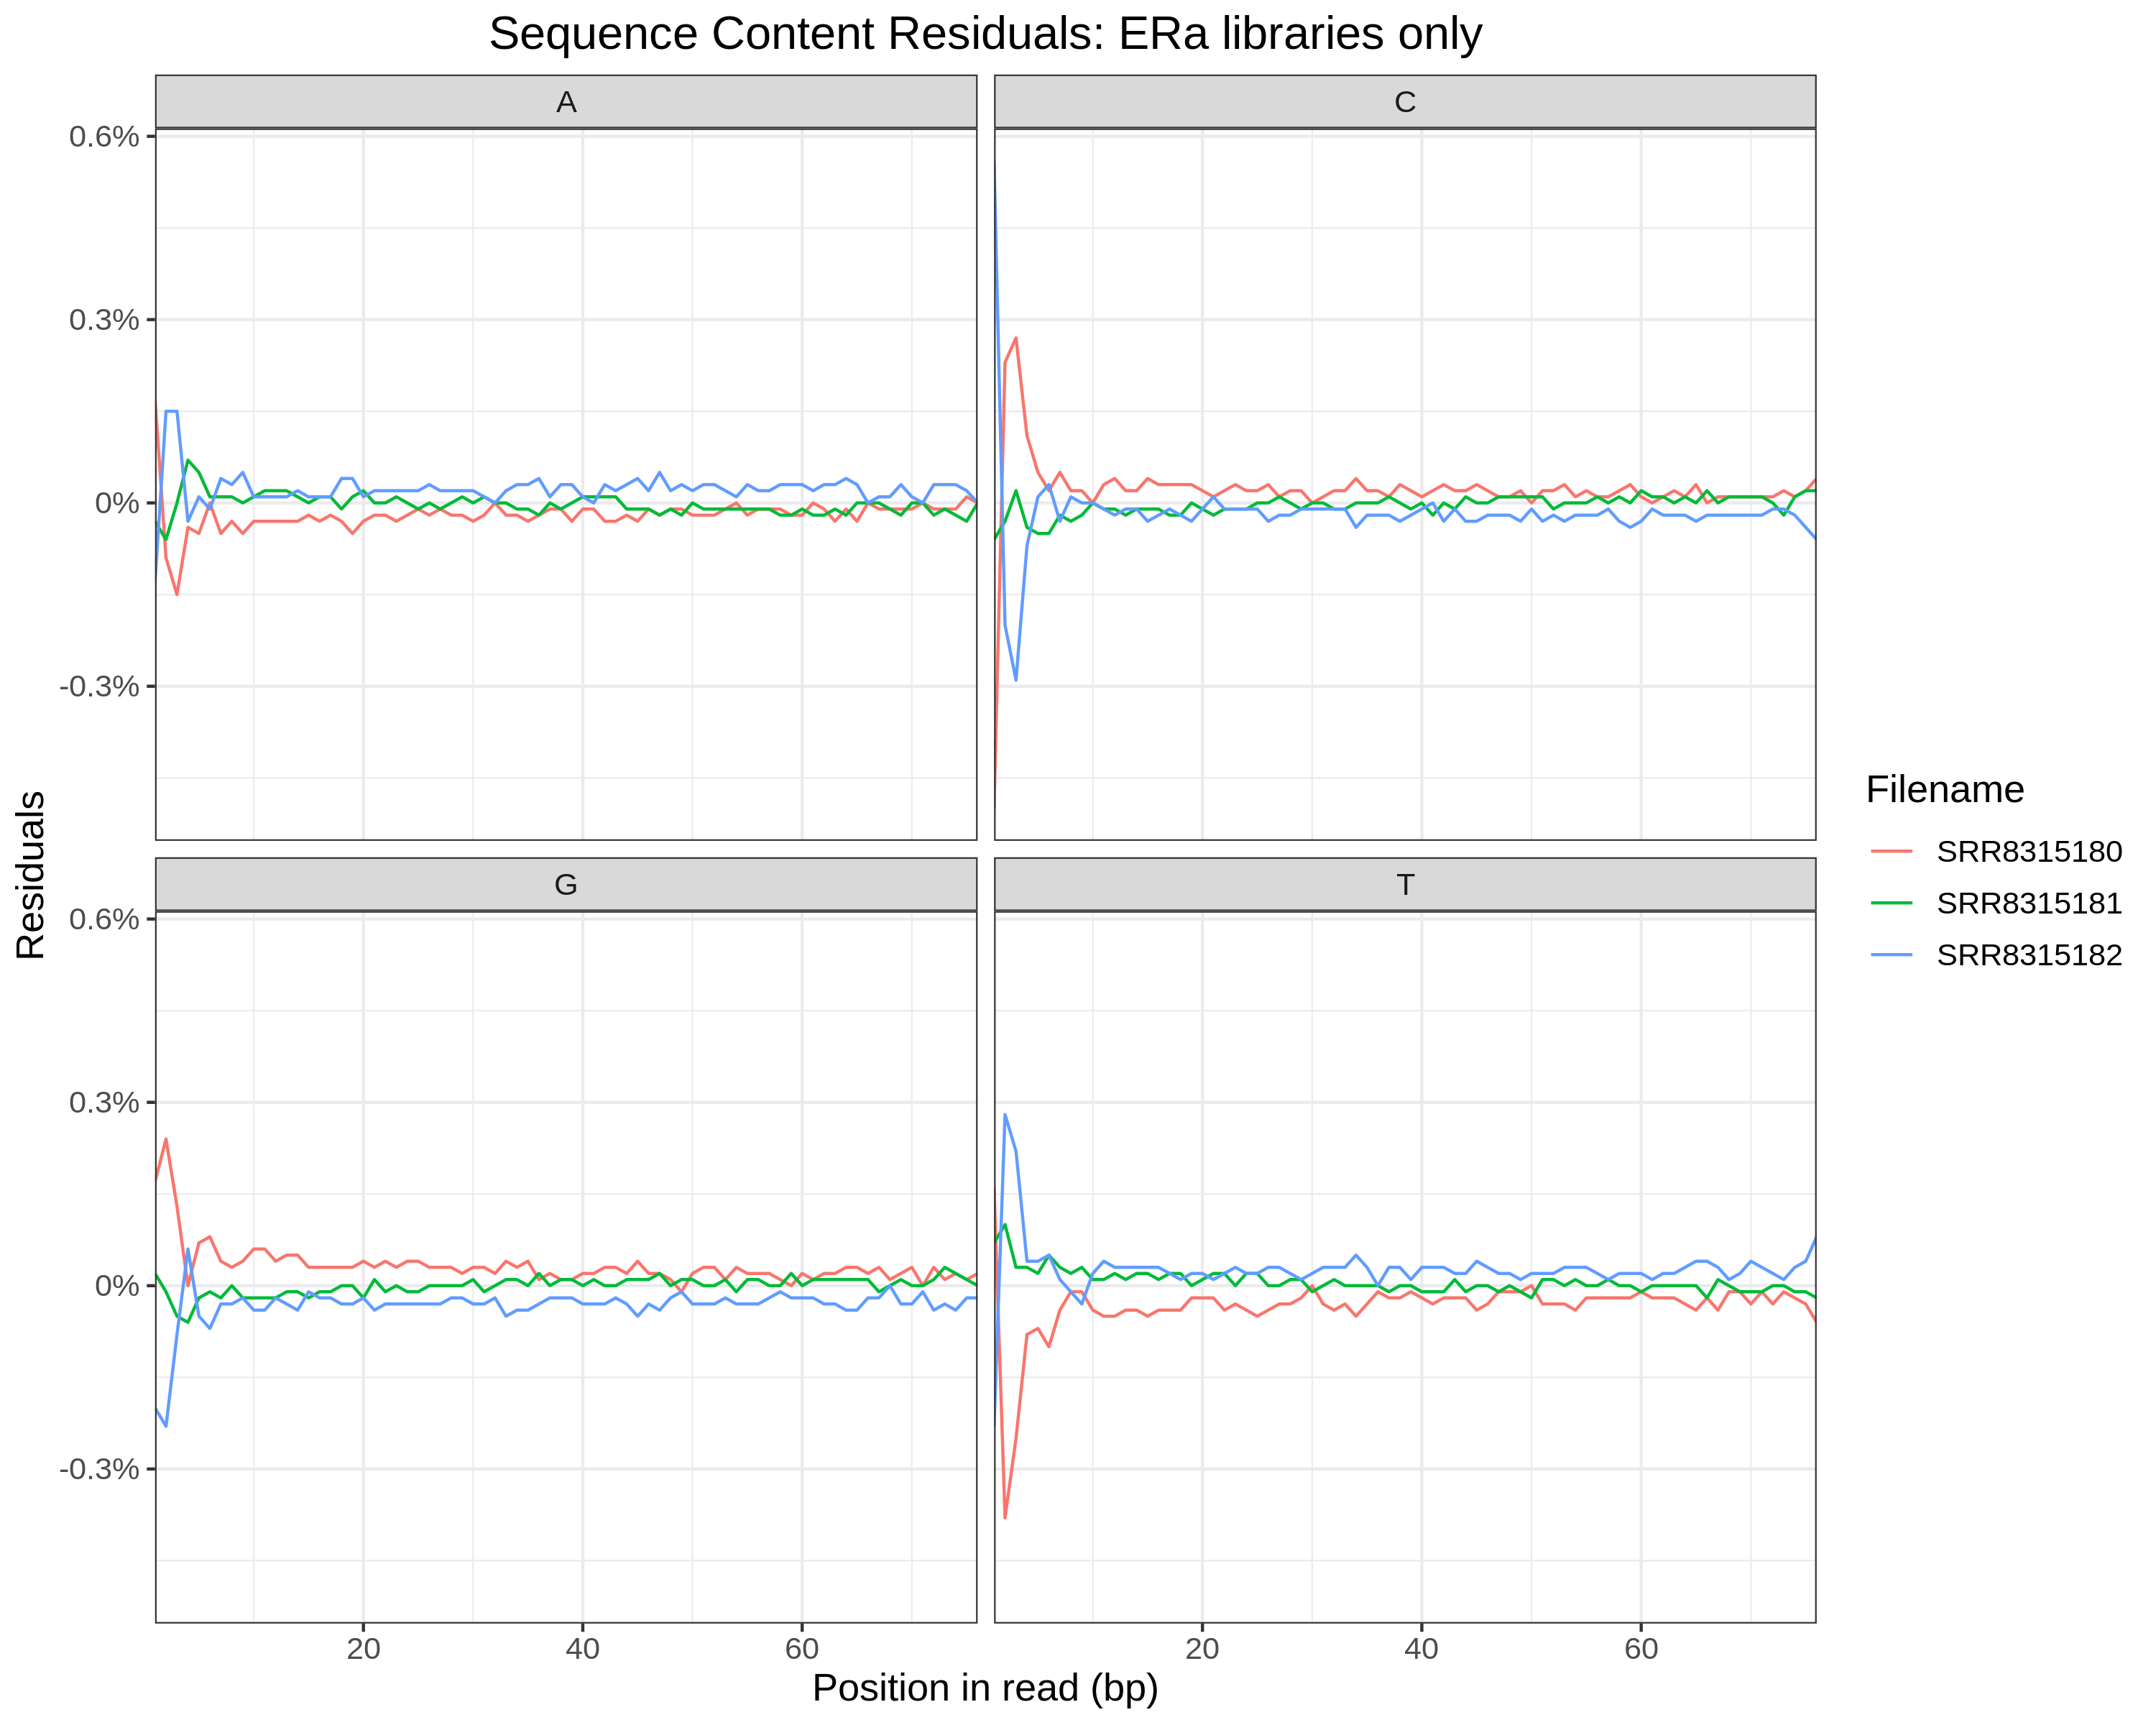 Sequence Content Residuals: ERa libraries only
A
C
0.6%
0.3%
0%
-0.3%
G
T
0.6%
0.3%
0%
-0.3%
20
40
60
20
40
60
Position in read (bp)
Residuals
Filename
SRR8315180
SRR8315181
SRR8315182